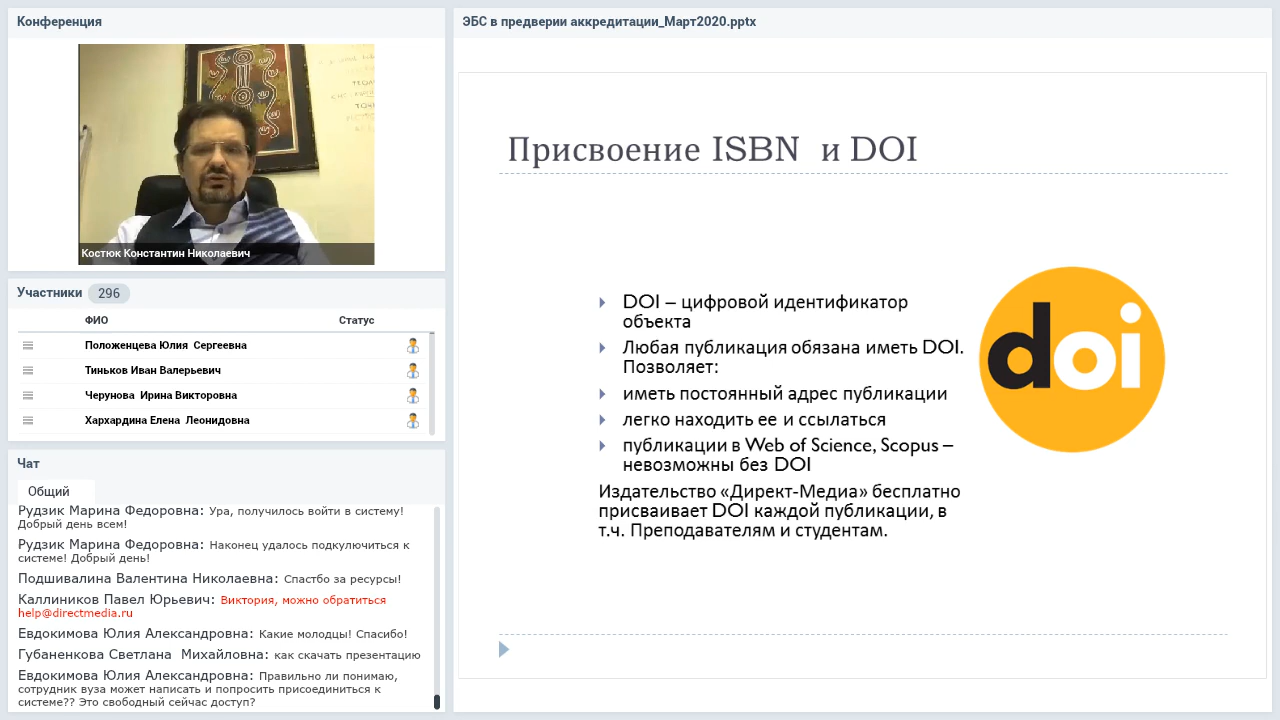 Конференция
Костюк Константин Николаевич
Участники 296
ФИО Статус
Положенцева Юлия Сергеевна
Тиньков Иван Валерьевич
Черунова Ирина Викторовна
Хархардина Елена Леонидовна
Чат
Общий
Рудзик Марина Федоровна: Ура, получилось войти в систему!
Добрый день всем!
Рудзик Марина Федоровна: Наконец удалось подкулючиться к
системе! Добрый день!
Подшивалина Валентина Николаевна: Спастбо за ресурсы!
Каллиников Павел Юрьевич: Виктория, можно обратиться
help@directmedia.ru
Евдокимова Юлия Александровна: Какие молодцы! Спасибо!
Губаненкова Светлана Михайловна: как скачать презентацию
Евдокимова Юлия Александровна: Правильно ли понимаю,
сотрудник вуза может написать и попросить присоединиться к
системе?? Это свободный сейчас доступ?
ЭБС в предверии аккредитации_Март2020.pptx
Присвоение ISBN и DOI
DOI – цифровой идентификатор
объекта
Любая публикация обязана иметь DOI.
Позволяет:
иметь постоянный адрес публикации
легко находить ее и ссылаться
публикации в Web of Science, Scopus –
невозможны без DOI
Издательство «Директ-Медиа» бесплатно
присваивает DOI каждой публикации, в
т.ч. Преподавателям и студентам.
doi